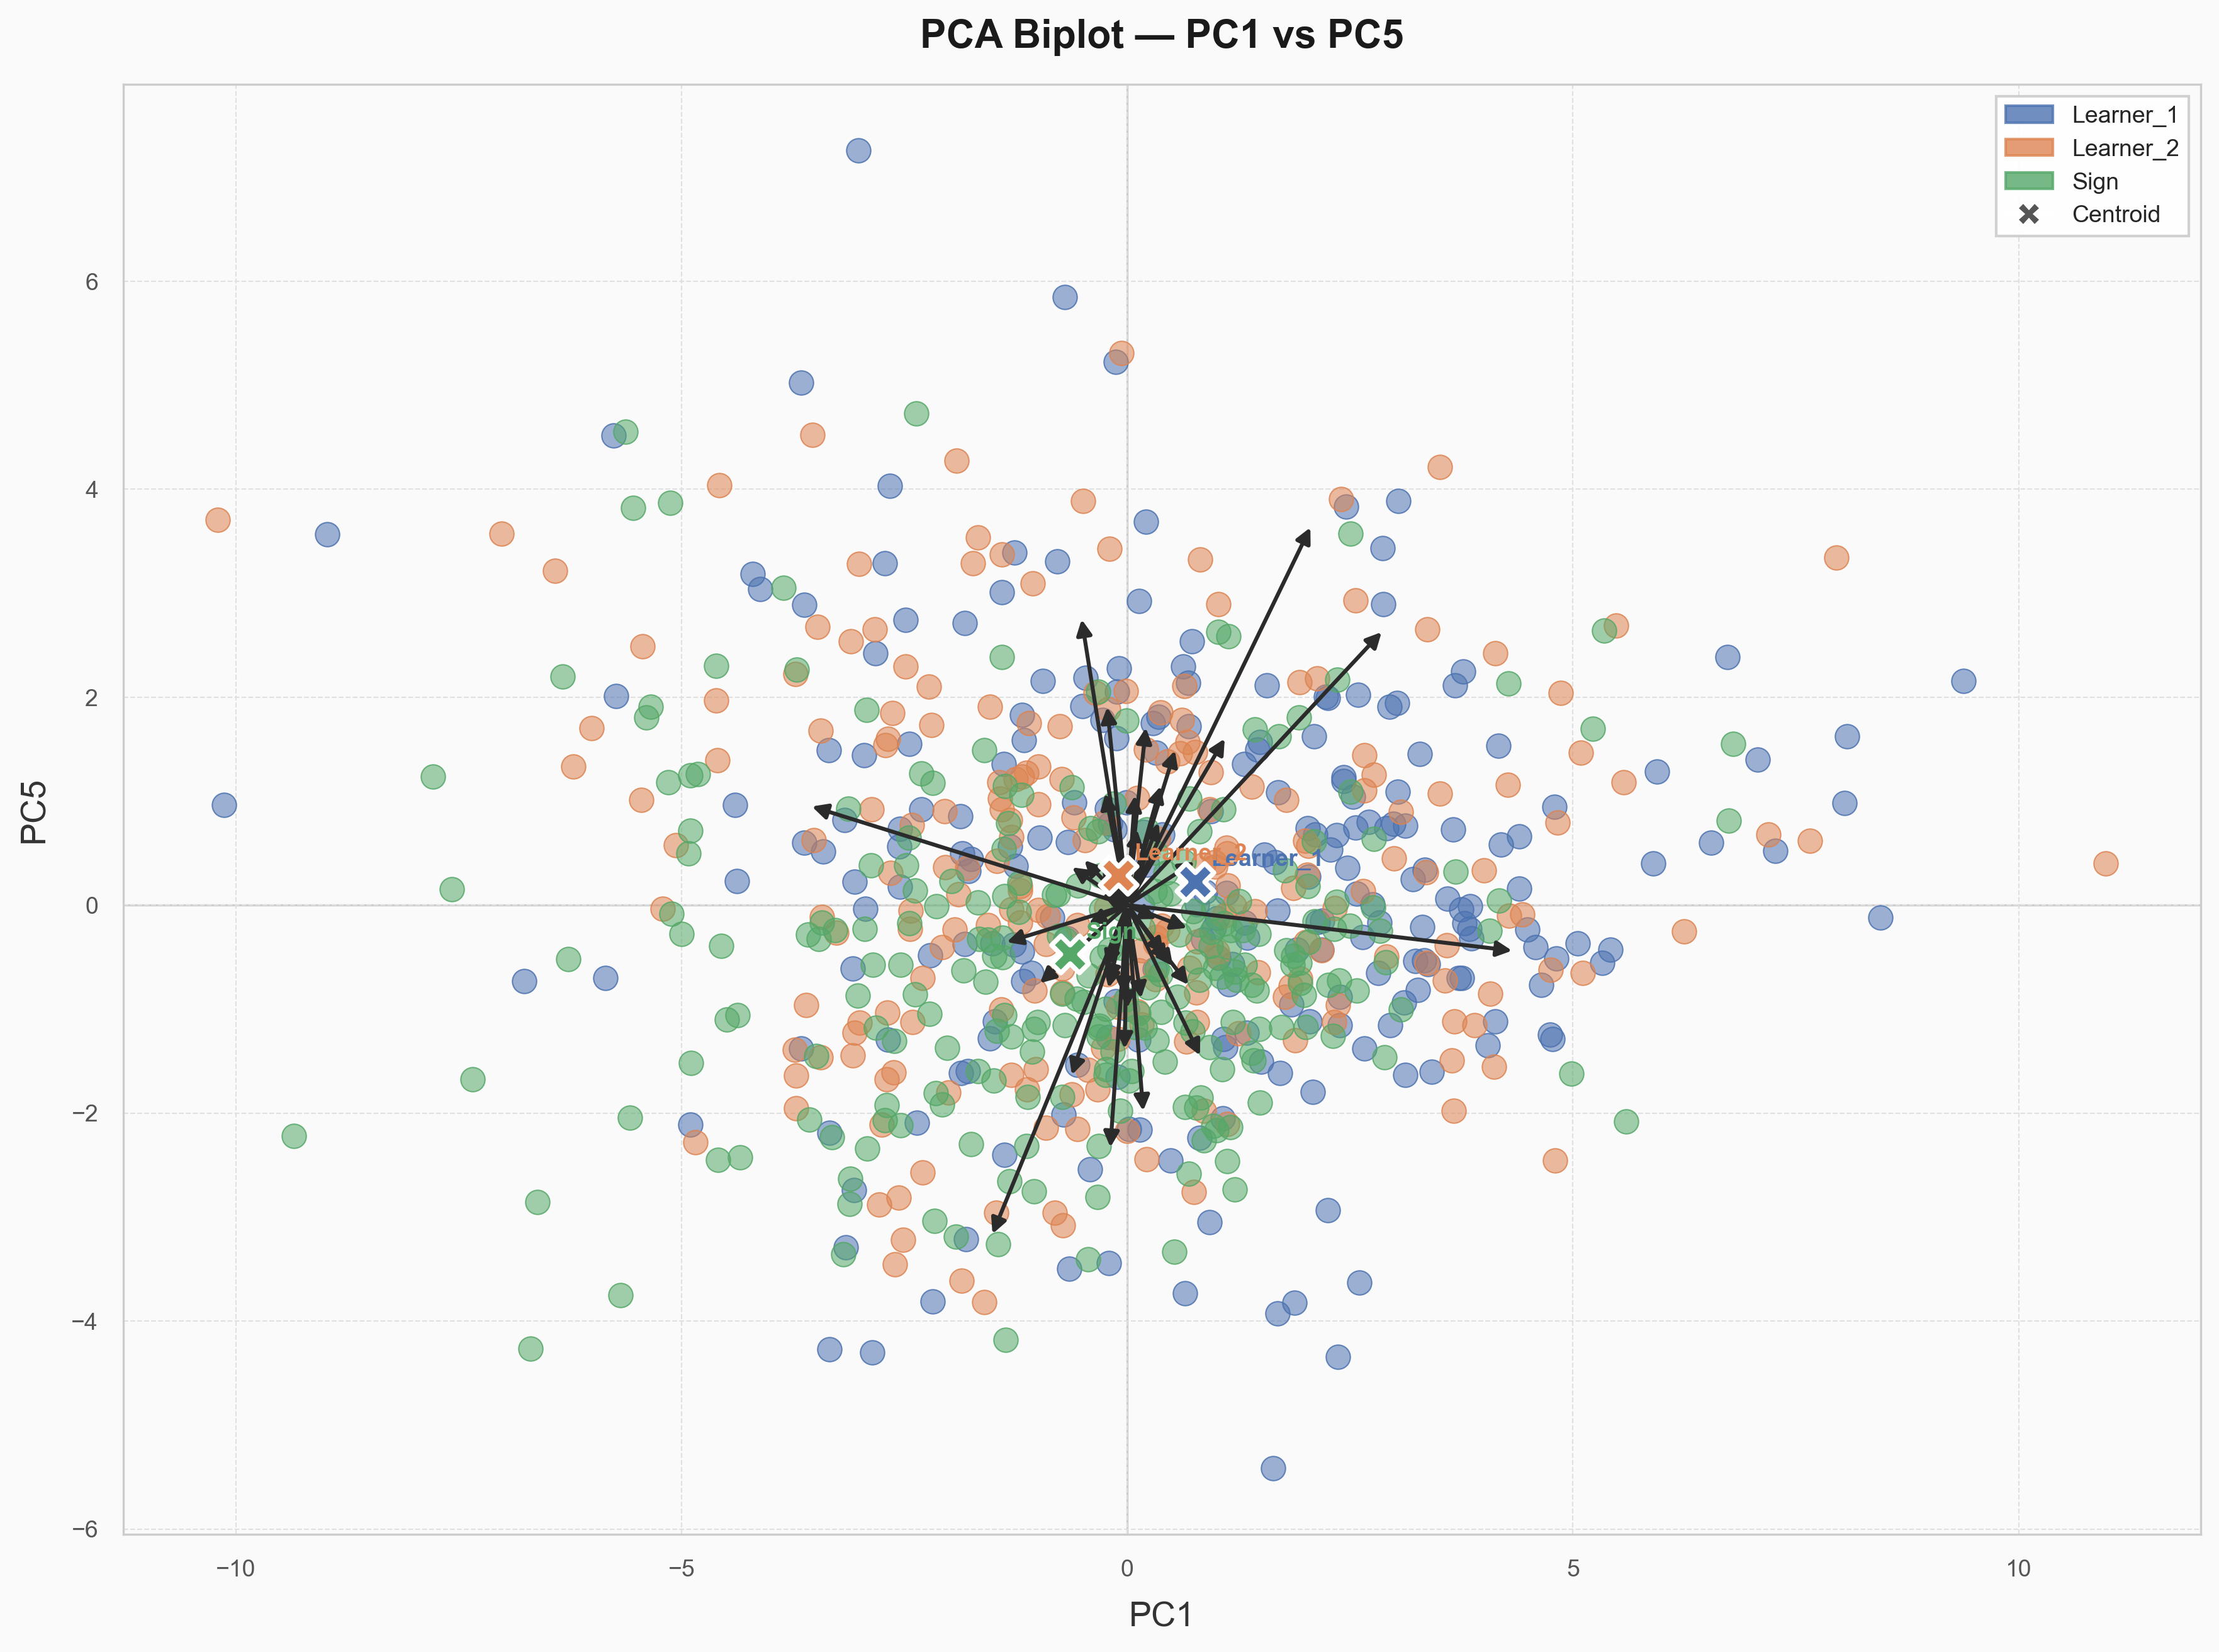 PCA Biplot — PC1 vs PC5
Learner_1
Learner_2
Sign
Centroid
6
4
2
0
−2
−4
−6
PC5
Learner_2
Learner_1
Sign
−10
−5
0
5
10
PC1